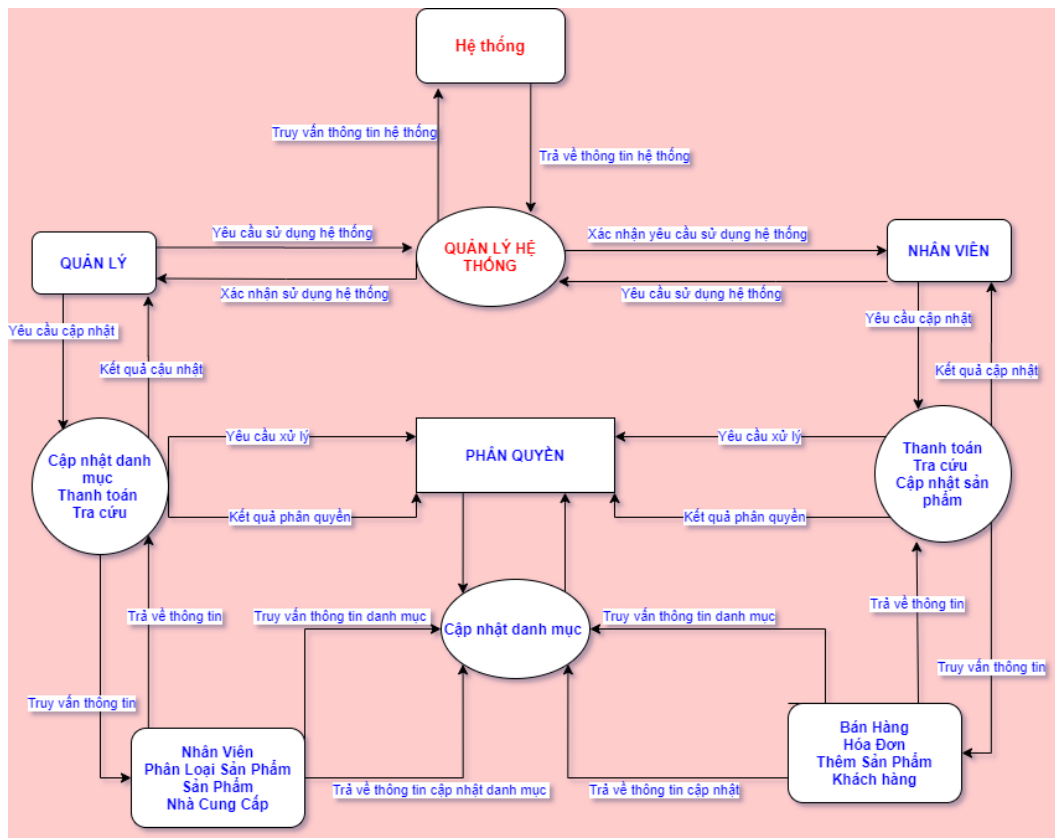 Hệ thống
Truy vấn thông tin hệ thống
Trả về thông tin hệ thống
Yêu cầu sử dụng hệ thống
Xác nhận yêu cầu sử dụng hệ thống
QUẢN LÝ
QUẢN LÝ HỆ
THỐNG
NHÂN VIÊN
Xác nhận sử dụng hệ thống
Yêu cầu sử dụng hệ thống
Yêu cầu cập nhật
Yêu cầu cập nhật
Kết quả cậu nhật
Kết quả cập nhật
Yêu cầu xử lý
Yêu cầu xử lý
Cập nhật danh
mục
Thanh toán
Tra cứu
PHÂN QUYỀN
Thanh toán
Tra cứu
Cập nhật sản
phẩm
Kết quả phân quyền
Kết quả phân quyền
Trả về thông tin
Truy vấn thông tin danh mục
Cập nhật danh mục
Truy vấn thông tin danh mục
Trả về thông tin
Truy vấn thông tin
Truy vấn thông tin
Nhân Viên
Phân Loại Sản Phẩm
Sản Phẩm
Nhà Cung Cấp
Trả về thông tin cập nhật danh mục
Trả về thông tin cập nhật
Bán Hàng
Hóa Đơn
Thêm Sản Phẩm
Khách hàng